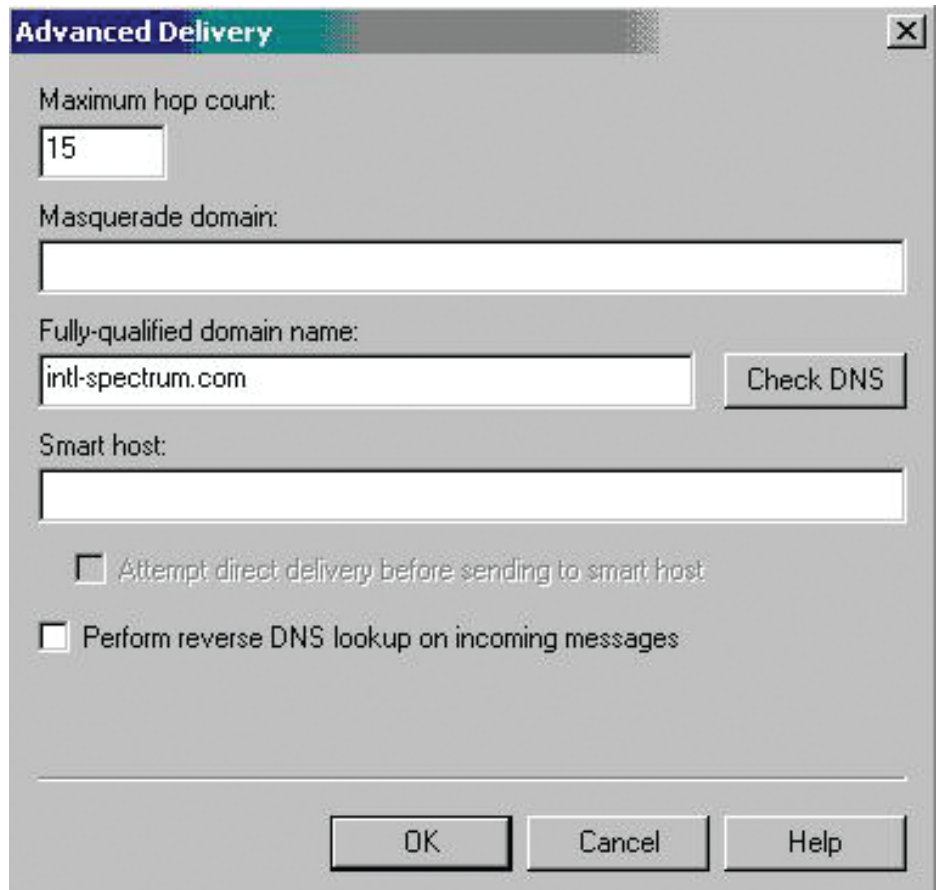 Advanced Delivery
Maximum hop count:
15
Masquerade domain:
Fully-qualified domain name:
intl-spectrum.com
Check DNS
Smart host:
Attempt direct delivery before sending to smart host
Perform reverse DNS lookup on incoming messages
OK
Cancel
Help